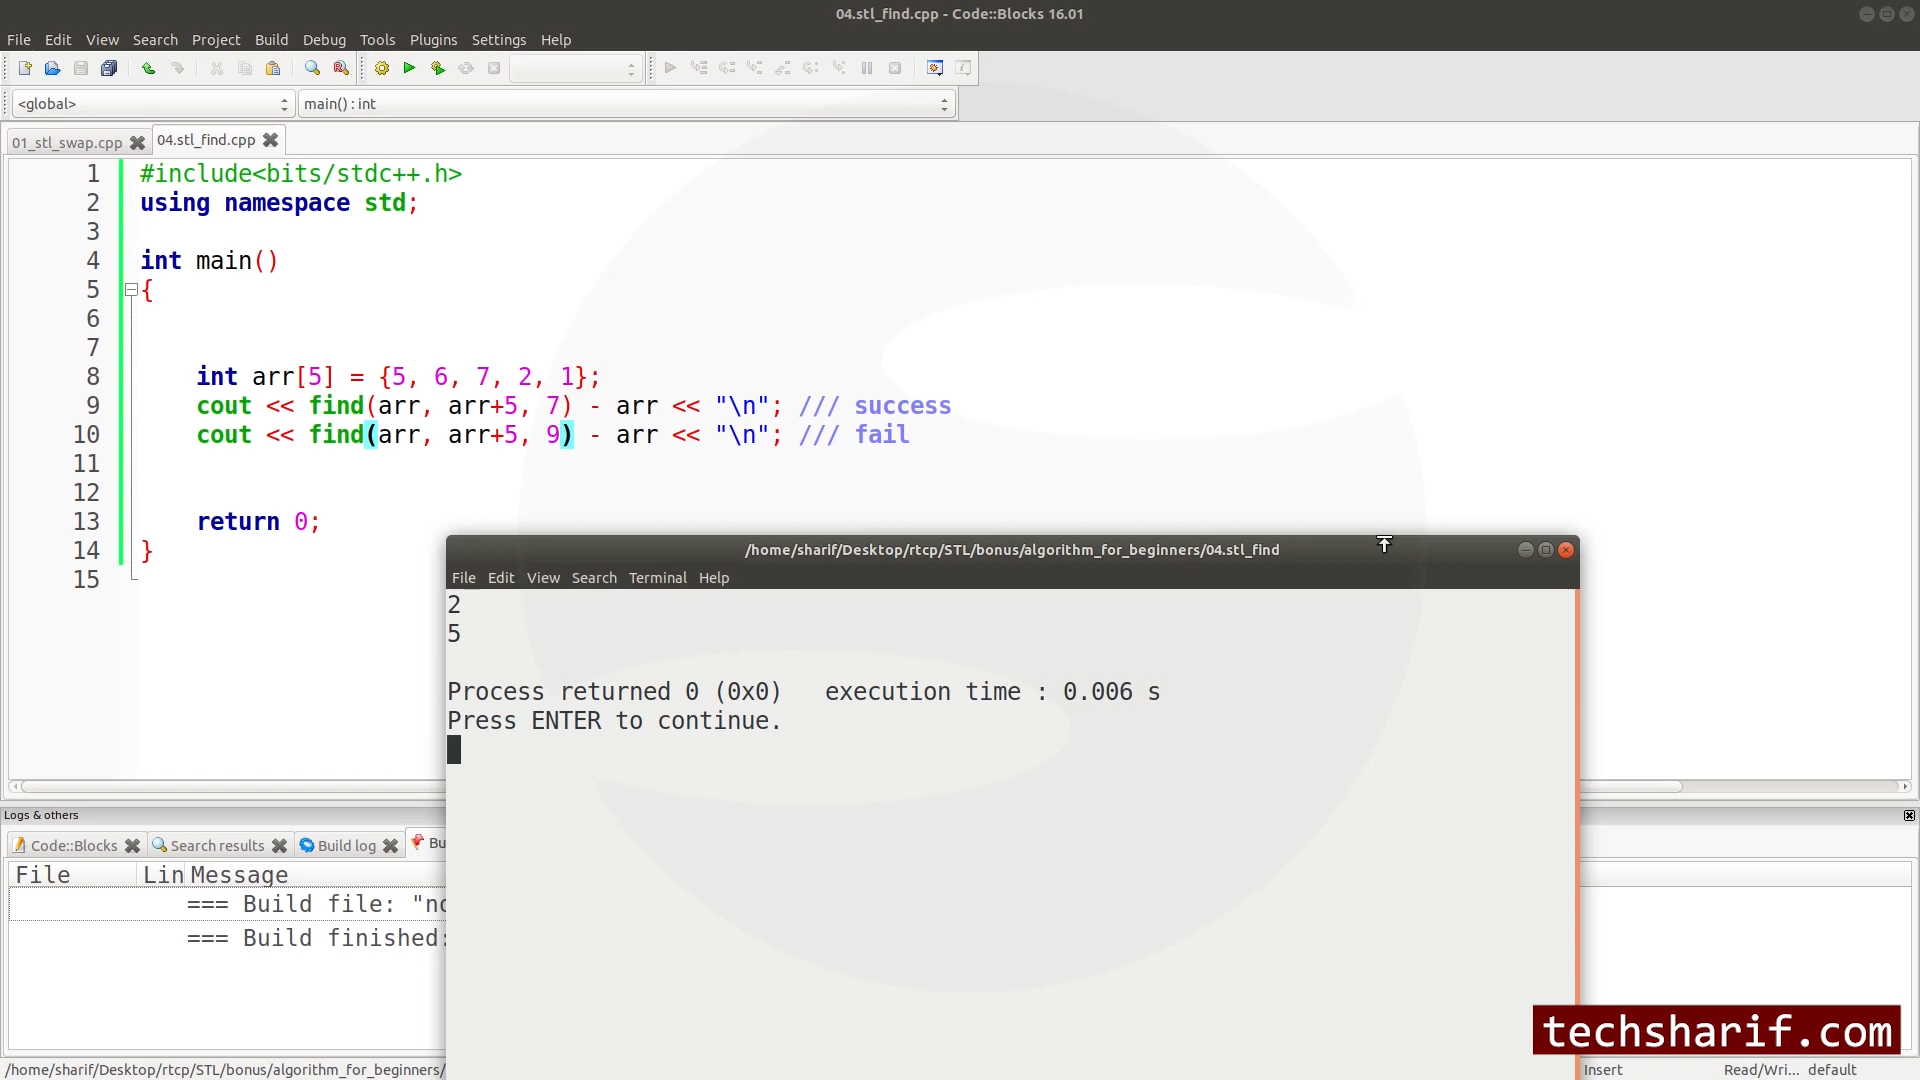 04.stl_find.cpp - Code::Blocks 16.01
File Edit View Search Project Build Debug Tools Plugins Settings Help
<global> main() : int
01_stl_swap.cpp 04.stl_find.cpp
1 #include<bits/stdc++.h>
2 using namespace std;
3
4 int main()
5 {
6
7
8 int arr[5] = {5, 6, 7, 2, 1};
9 cout << find(arr, arr+5, 7) - arr << "\n"; /// success
10 cout << find(arr, arr+5, 9) - arr << "\n"; /// fail
11
12
13 return 0;
14 }
15
/home/sharif/Desktop/rtcp/STL/bonus/algorithm_for_beginners/04.stl_find
File Edit View Search Terminal Help
2
5
Process returned 0 (0x0) execution time : 0.006 s
Press ENTER to continue.
Logs & others
Code::Blocks Search results Build log Bu
File Lin Message
=== Build file: "no
=== Build finished:
techsharif.com
/home/sharif/Desktop/rtcp/STL/bonus/algorithm_for_beginners/ Insert Read/Wri... default